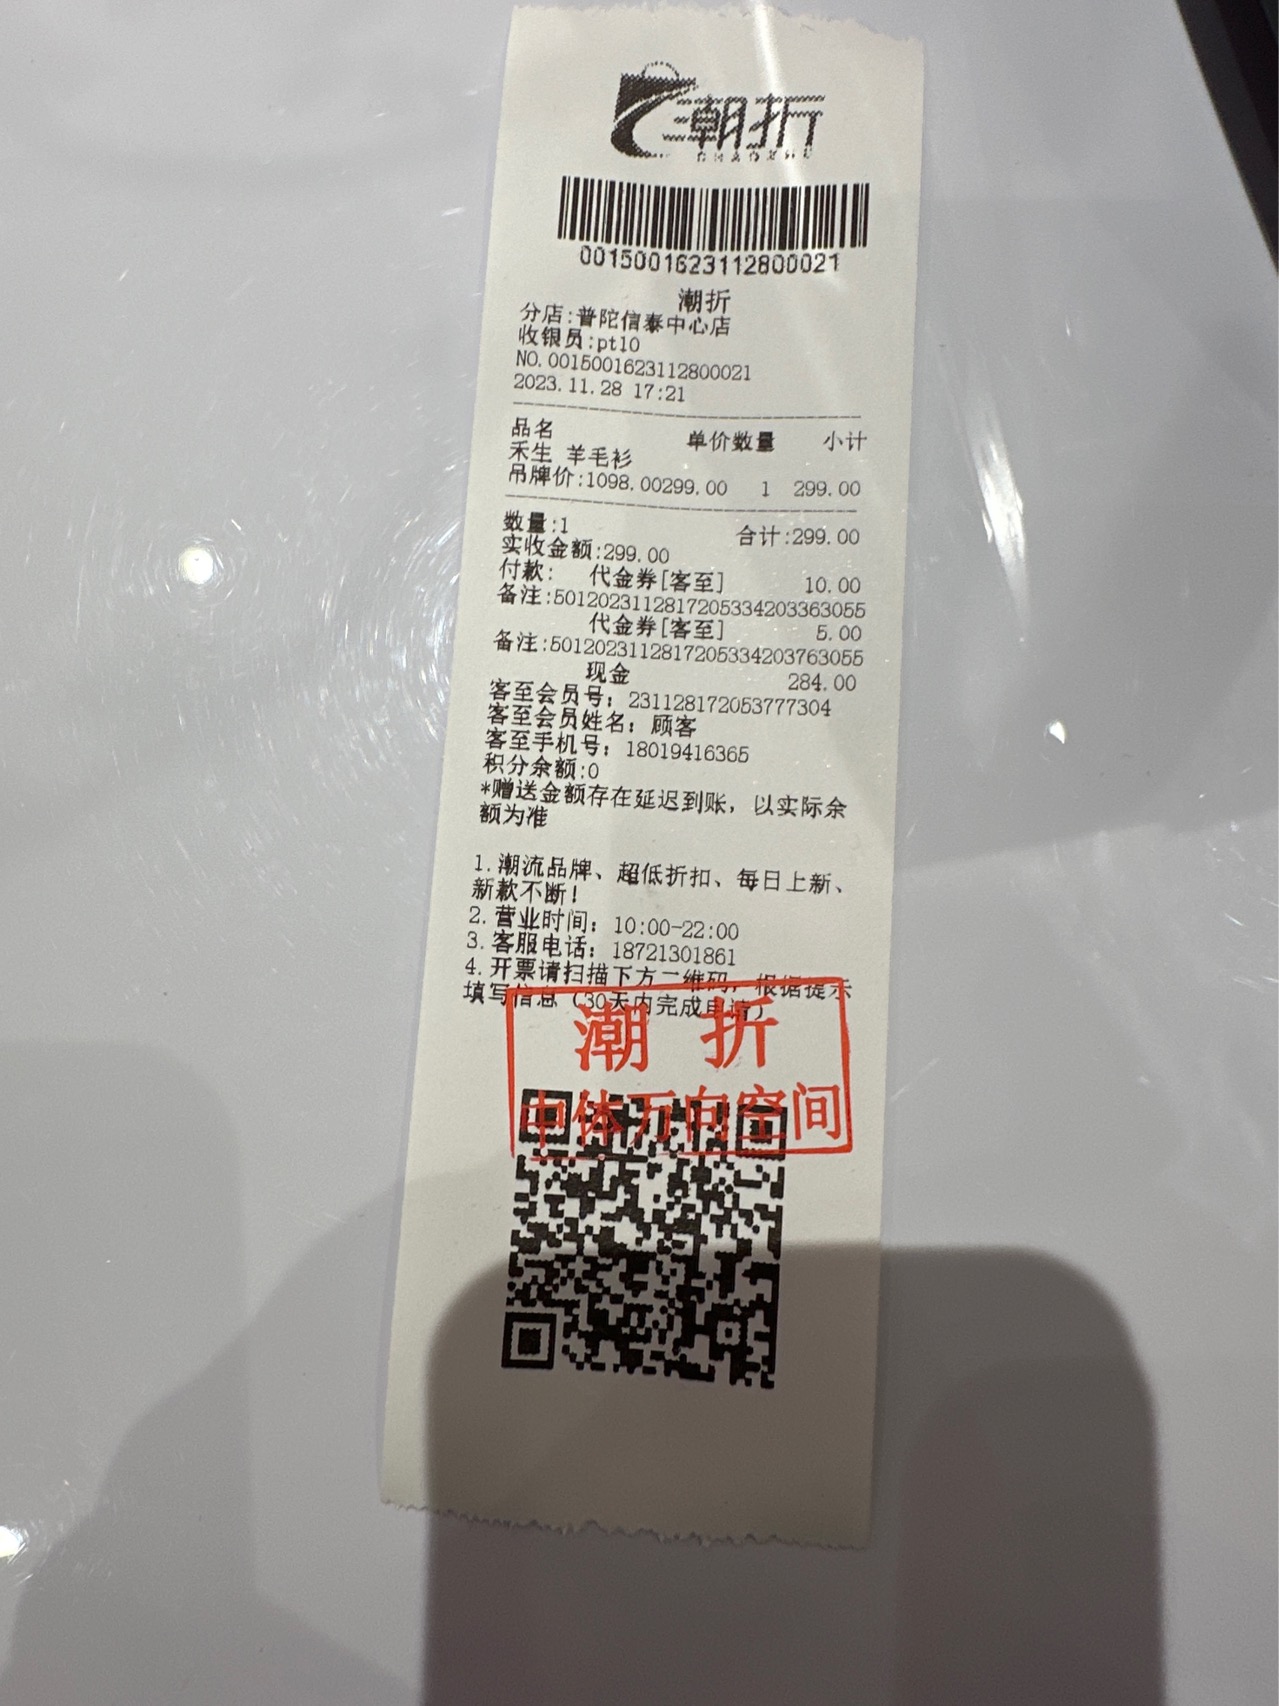 潮折
CHAOZHE
0015001623112800021
潮折
分店:普陀信泰中心店
收银员:pt10
NO.0015001623112800021
2023.11.28 17:21
品名 单价数量 小计
禾生 羊毛衫
吊牌价:1098.00299.00 1 299.00
数量:1 合计:299.00
实收金额:299.00
付款: 代金券[客至] 10.00
备注:50120231128172053342033630​55
代金券[客至] 5.00
备注:5012023112817205334203763055
现金 284.00
客至会员号：231128172053777304
客至会员姓名：顾客
客至手机号：18019416365
积分余额:0
*赠送金额存在延迟到账，以实际余
额为准
1.潮流品牌、超低折扣、每日上新、
新款不断！
2.营业时间：10:00-22:00
3.客服电话：18721301861
4.开票请扫描下方二维码，根据提示
填写信息（30天内完成申请）
潮 折
中体万向空间